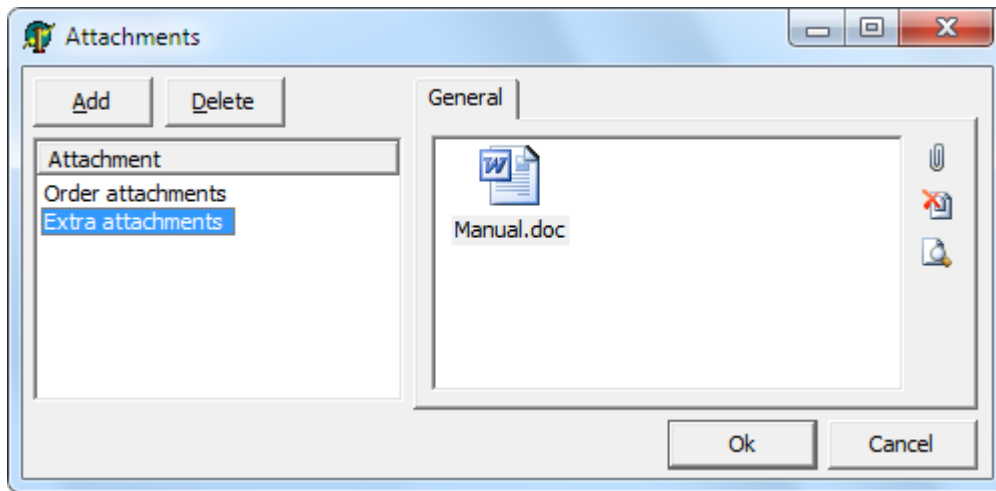 Attachments
Add
Delete
General
Attachment
Order attachments
Extra attachments
Manual.doc
Ok
Cancel